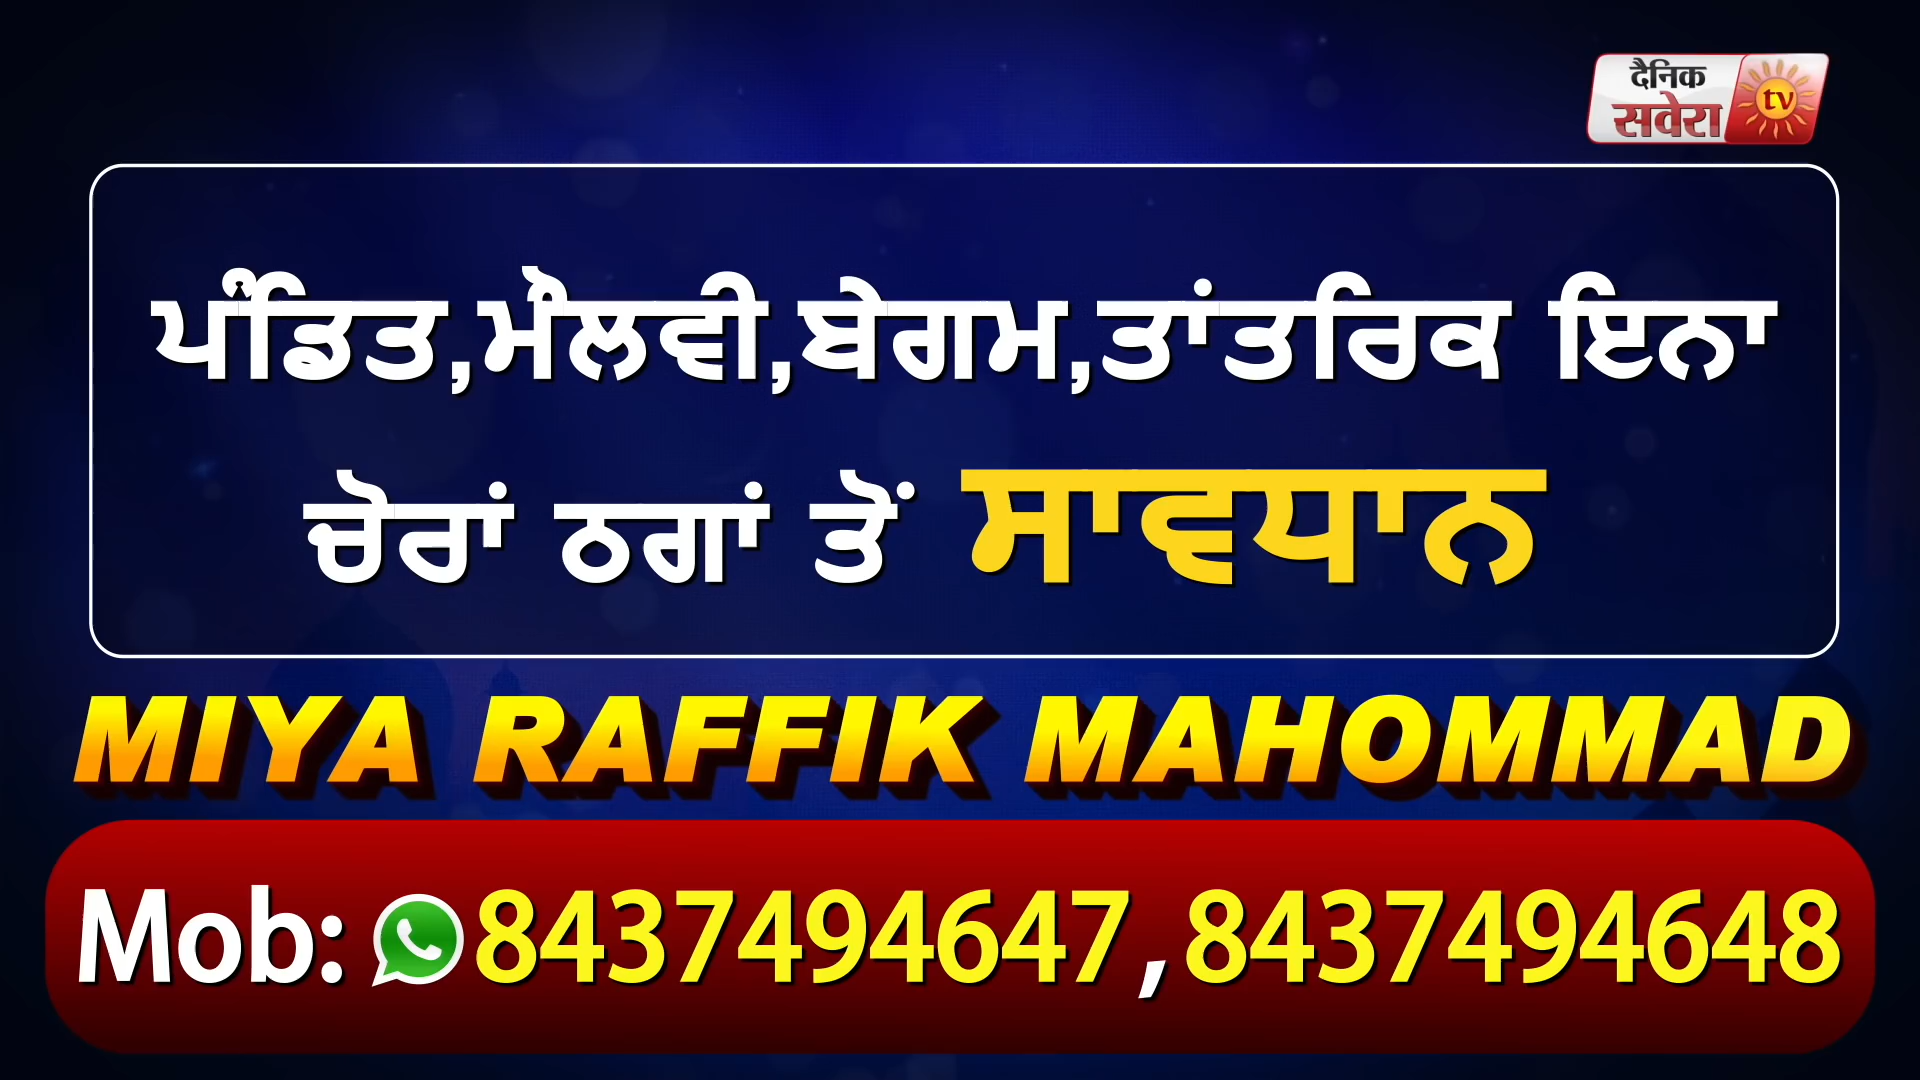 दैनिक
सवेरा tv
ਪੰਡਿਤ,ਮੌਲਵੀ,ਬੇਗਮ,ਤਾਂਤਰਿਕ ਇਨਾ
ਚੋਰਾਂ ਠਗਾਂ ਤੋਂ ਸਾਵਧਾਨ
MIYA RAFFIK MAHOMMAD
Mob: 8437494647,8437494648